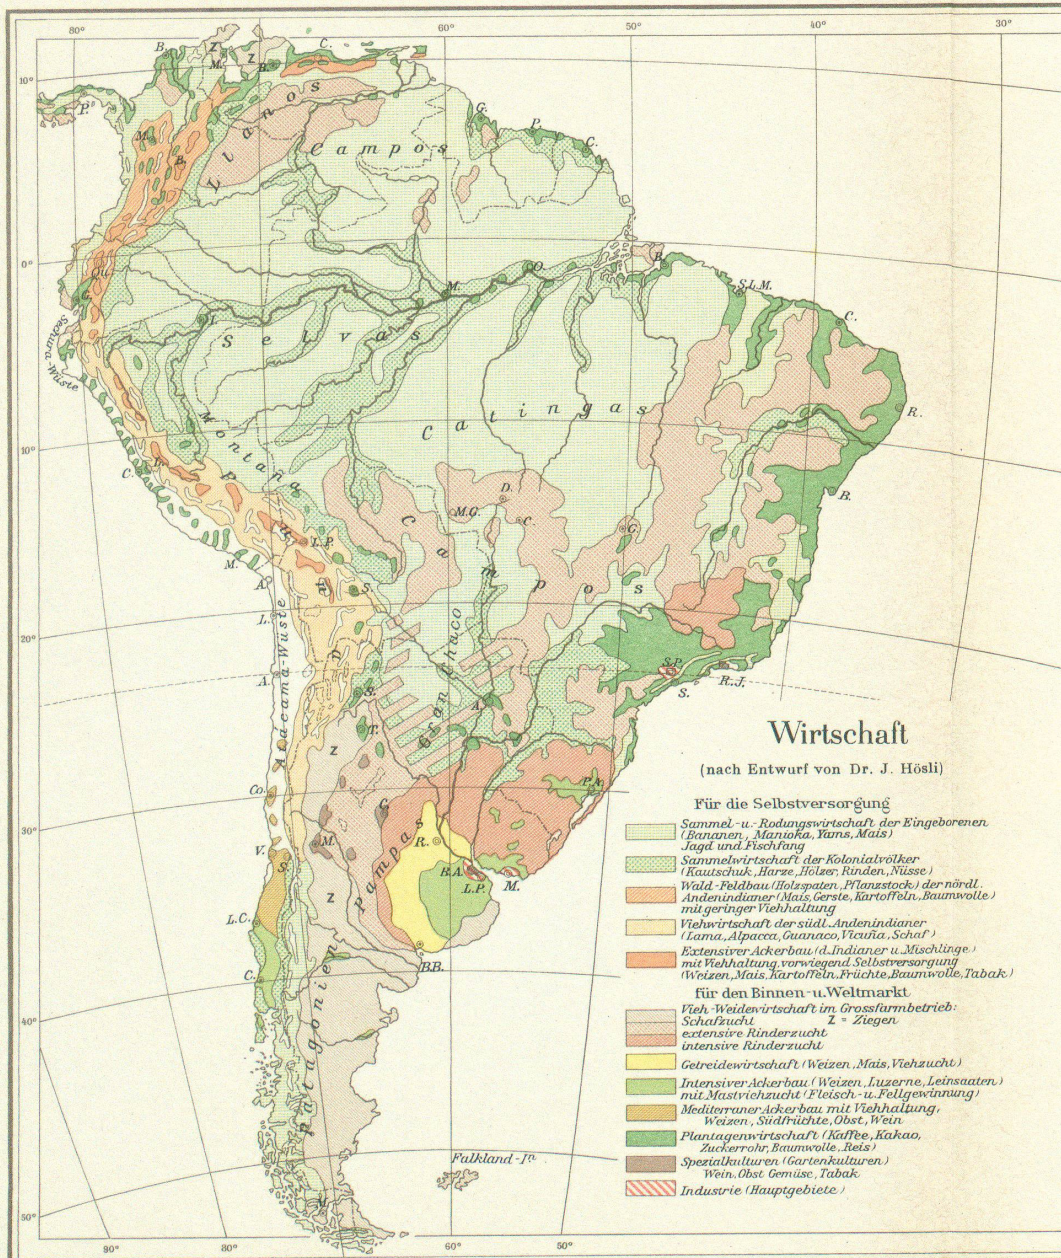 80° 60° 50° 40° 30°
B. Z C.
M. Z B.
10°
P.
Llanos
G.
P.
C.
M.
B.
Campos
0°
Qu.
G.
O.
M.
B.
S.L.M.
C.
I.
Selvas
Sechura-Wüste
Montaña
Catingas
R.
10°
C.
L.
B.
D.
M.G.
C.
G.
Campos
L.P.
M.
A.
S.
L.
20°
Atacama-Wüste
Gran Chaco
A.
S.
A.
S.P.
S.
R.J.
T.
Z
Co.
C.
P.A.
30°
V.
S.
M.
R.
Pampas
B.A.
L.P.
M.
Z
L.C.
BB.
C.
40°
Patagonien
Falkland-Jn
M.
50°
90° 80° 60° 50°
Wirtschaft
(nach Entwurf von Dr. J. Hösli)
Für die Selbstversorgung
Sammel-u.-Rodungswirtschaft der Eingeborenen
(Bananen, Manioka, Yams, Mais)
Jagd und Fischfang
Sammelwirtschaft der Kolonialvölker
(Kautschuk, Harze, Hölzer, Rinden, Nüsse)
Wald-Feldbau (Holzspaten, Pflanzstock) der nördl.
Andenindianer (Mais, Gerste, Kartoffeln, Baumwolle)
mit geringer Viehhaltung
Viehwirtschaft der südl. Andenindianer
(Lama, Alpacca, Guanaco, Vicuña, Schaf)
Extensiver Ackerbau (d. Indianer u. Mischlinge)
mit Viehhaltung, vorwiegend Selbstversorgung
(Weizen, Mais, Kartoffeln, Früchte, Baumwolle, Tabak)
für den Binnen-u. Weltmarkt
Vieh-Weidewirtschaft im Grossfarmbetrieb:
Schafzucht Z = Ziegen
extensive Rinderzucht
intensive Rinderzucht
Getreidewirtschaft (Weizen, Mais, Viehzucht)
Intensiver Ackerbau (Weizen, Luzerne, Leinsaaten)
mit Mastviehzucht (Fleisch-u. Fellgewinnung)
Mediterraner Ackerbau mit Viehhaltung,
Weizen, Südfrüchte, Obst, Wein
Plantagenwirtschaft (Kaffee, Kakao,
Zuckerrohr, Baumwolle, Reis)
Spezialkulturen (Gartenkulturen)
Wein, Obst Gemüse, Tabak
Industrie (Hauptgebiete)